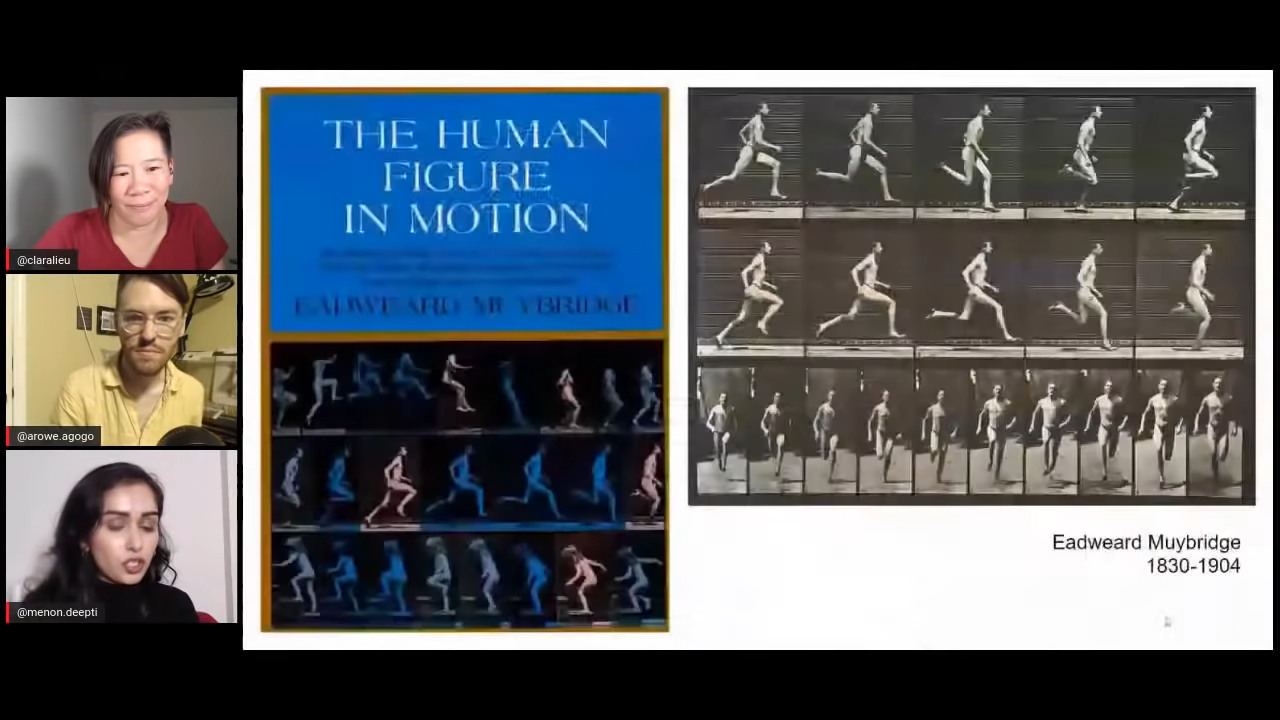 @claralieu
@arowe.agogo
@menon.deepti
THE HUMAN
FIGURE
IN MOTION
EADWEARD MUYBRIDGE
Eadweard Muybridge
1830-1904